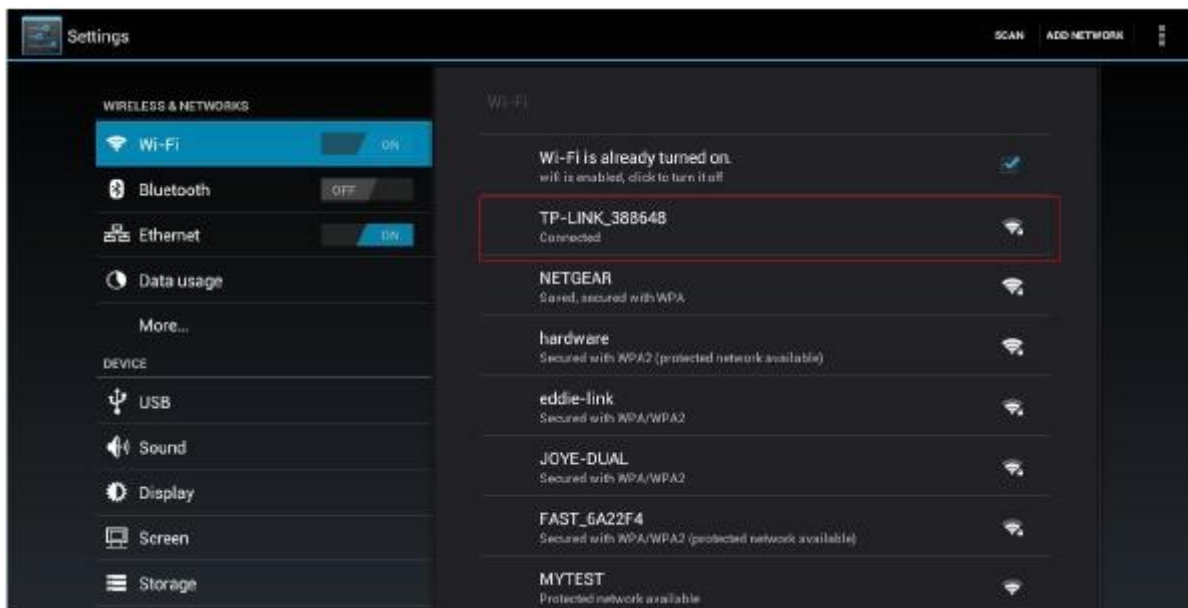 Settings
SCAN
ADD NETWORK
WIRELESS & NETWORKS
Wi-Fi
ON
Bluetooth
OFF
Ethernet
ON
Data usage
More...
DEVICE
USB
Sound
Display
Screen
Storage
Wi-Fi
Wi-Fi is already turned on.
wifi is enabled, click to turn it off
TP-LINK_388648
Connected
NETGEAR
Saved, secured with WPA
hardware
Secured with WPA2 (protected network available)
eddie-link
Secured with WPA/WPA2
JOYE-DUAL
Secured with WPA/WPA2
FAST_6A22F4
Secured with WPA/WPA2 (protected network available)
MYTEST
Protected network available